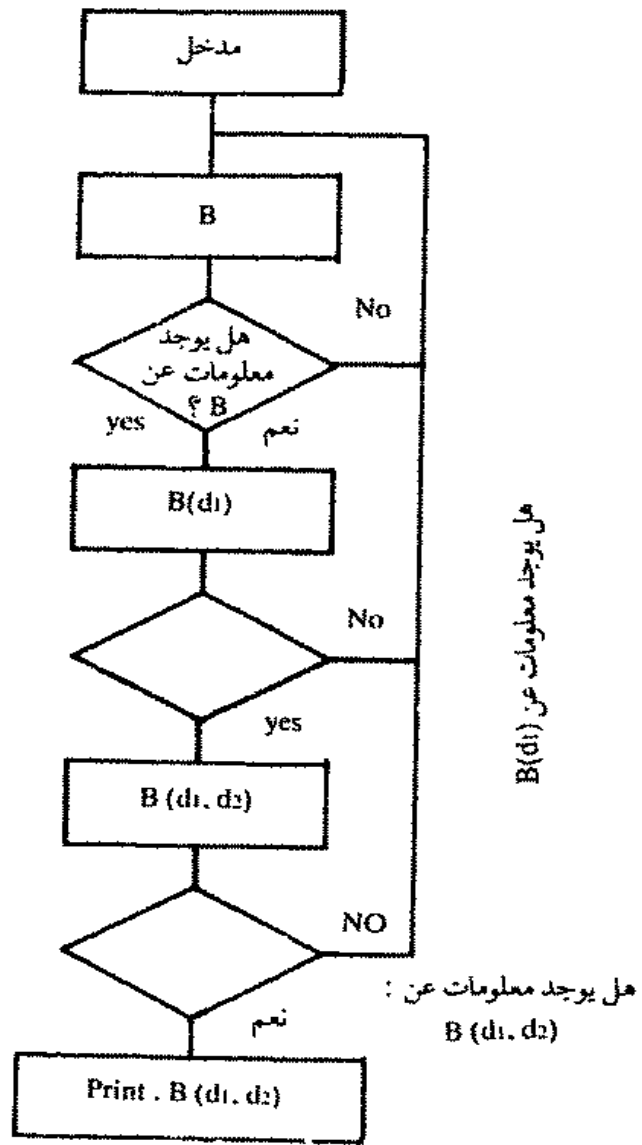 مدخل
B
No
هل يوجد
معلومات عن
B ؟
yes
نعم
B(d1)
No
هل يوجد معلومات عن B(d1)
yes
B (d1. d2)
NO
هل يوجد معلومات عن :
B (d1. d2)
نعم
Print . B (d1. d2)